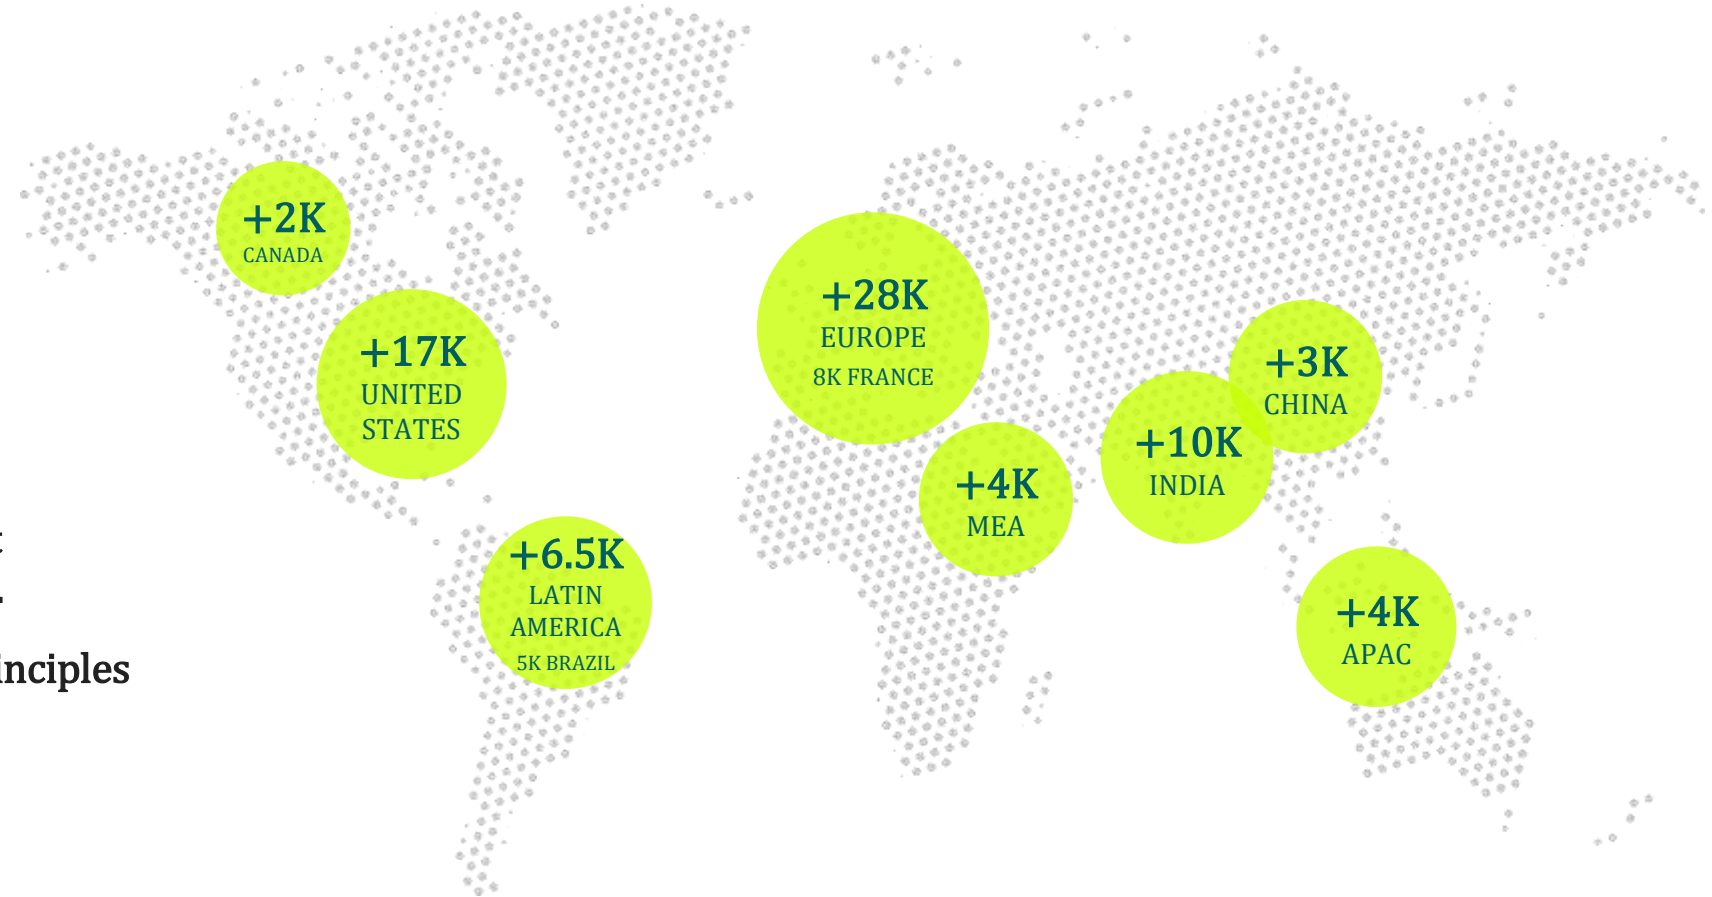 +2K
CANADA
+17K
UNITED
STATES
+28K
EUROPE
8K FRANCE
+3K
CHINA
+10K
INDIA
+4K
MEA
+6.5K
LATIN
AMERICA
5K BRAZIL
+4K
APAC
inciples